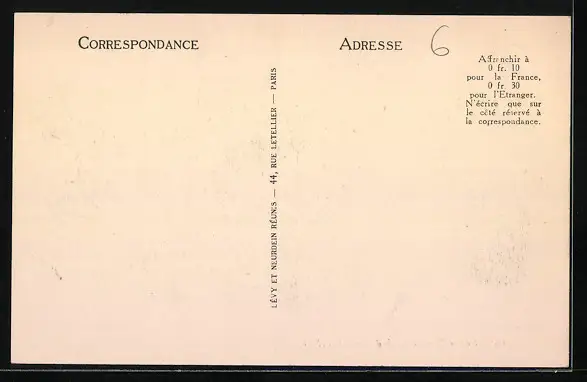 CORRESPONDANCE
ADRESSE
6
Affranchir à
0 fr. 10
pour la France,
0 fr. 30
pour l'Etranger.
N'écrire que sur
le côté réservé à
la correspondance.
LÉVY ET NEURDEIN RÉUNIS — 44, RUE LETELLIER — PARIS